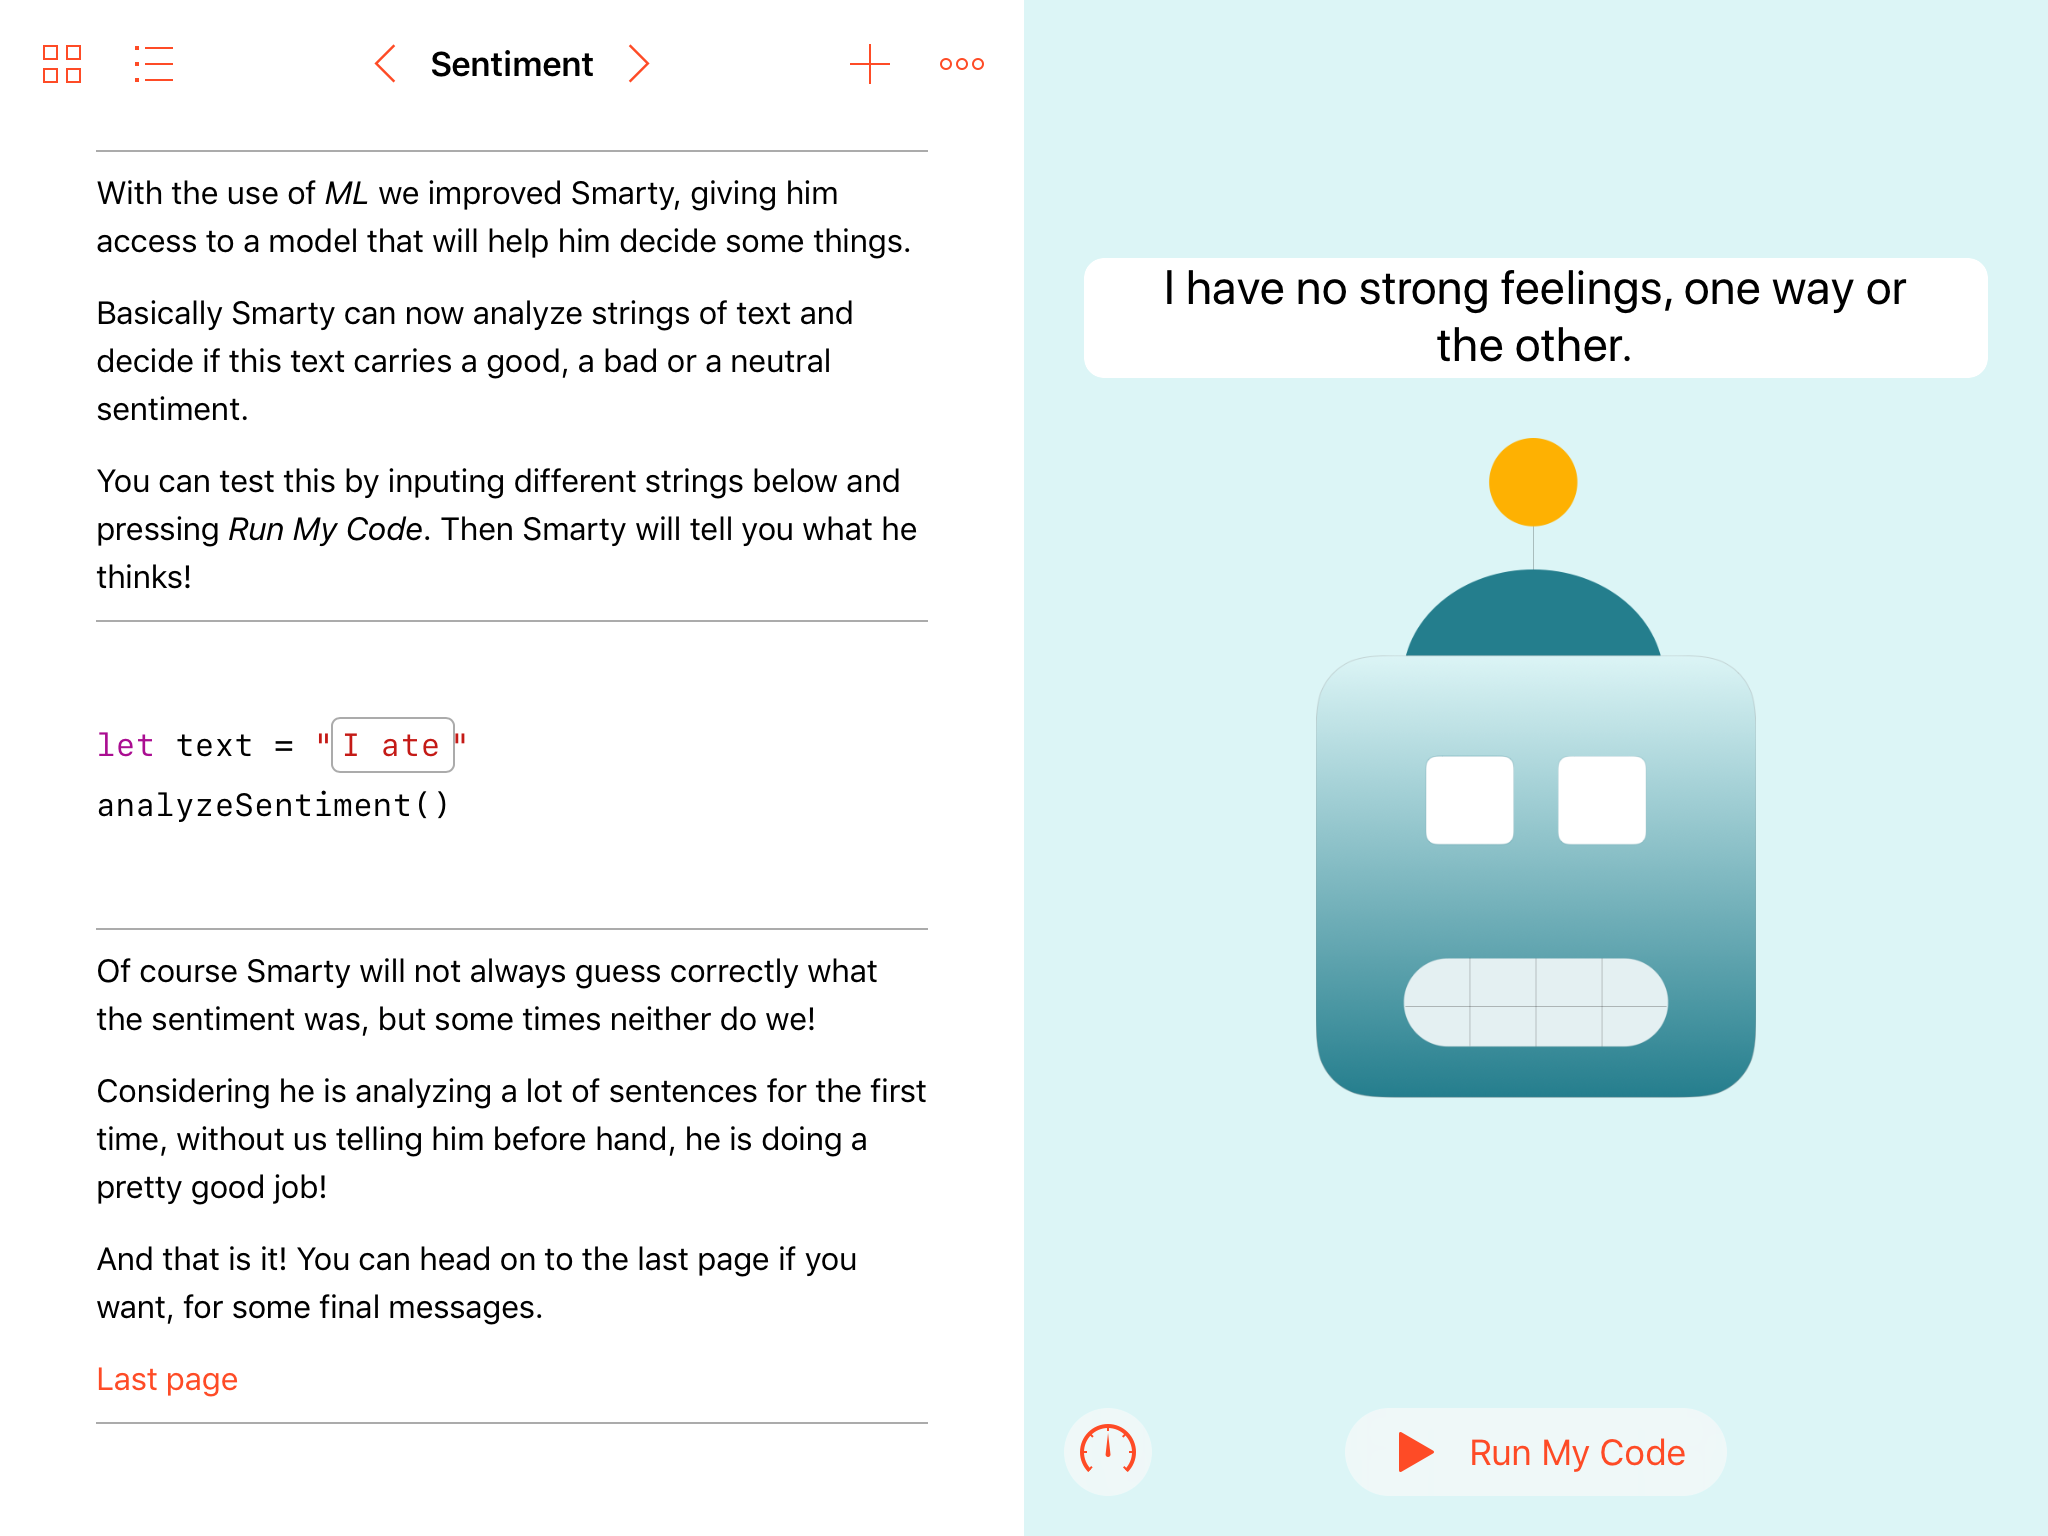 Sentiment
With the use of ML we improved Smarty, giving him
access to a model that will help him decide some things.
Basically Smarty can now analyze strings of text and
decide if this text carries a good, a bad or a neutral
sentiment.
You can test this by inputing different strings below and
pressing Run My Code. Then Smarty will tell you what he
thinks!
let text = "I ate"
analyzeSentiment()
Of course Smarty will not always guess correctly what
the sentiment was, but some times neither do we!
Considering he is analyzing a lot of sentences for the first
time, without us telling him before hand, he is doing a
pretty good job!
And that is it! You can head on to the last page if you
want, for some final messages.
Last page
I have no strong feelings, one way or
the other.
Run My Code